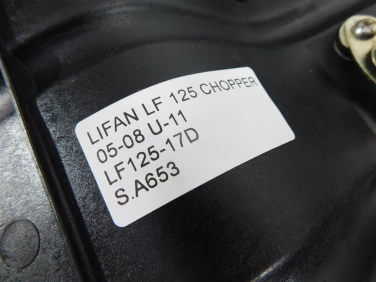 LIFAN LF 125 CHOPPER
05-08 U-11
LF125-17D
S.A653